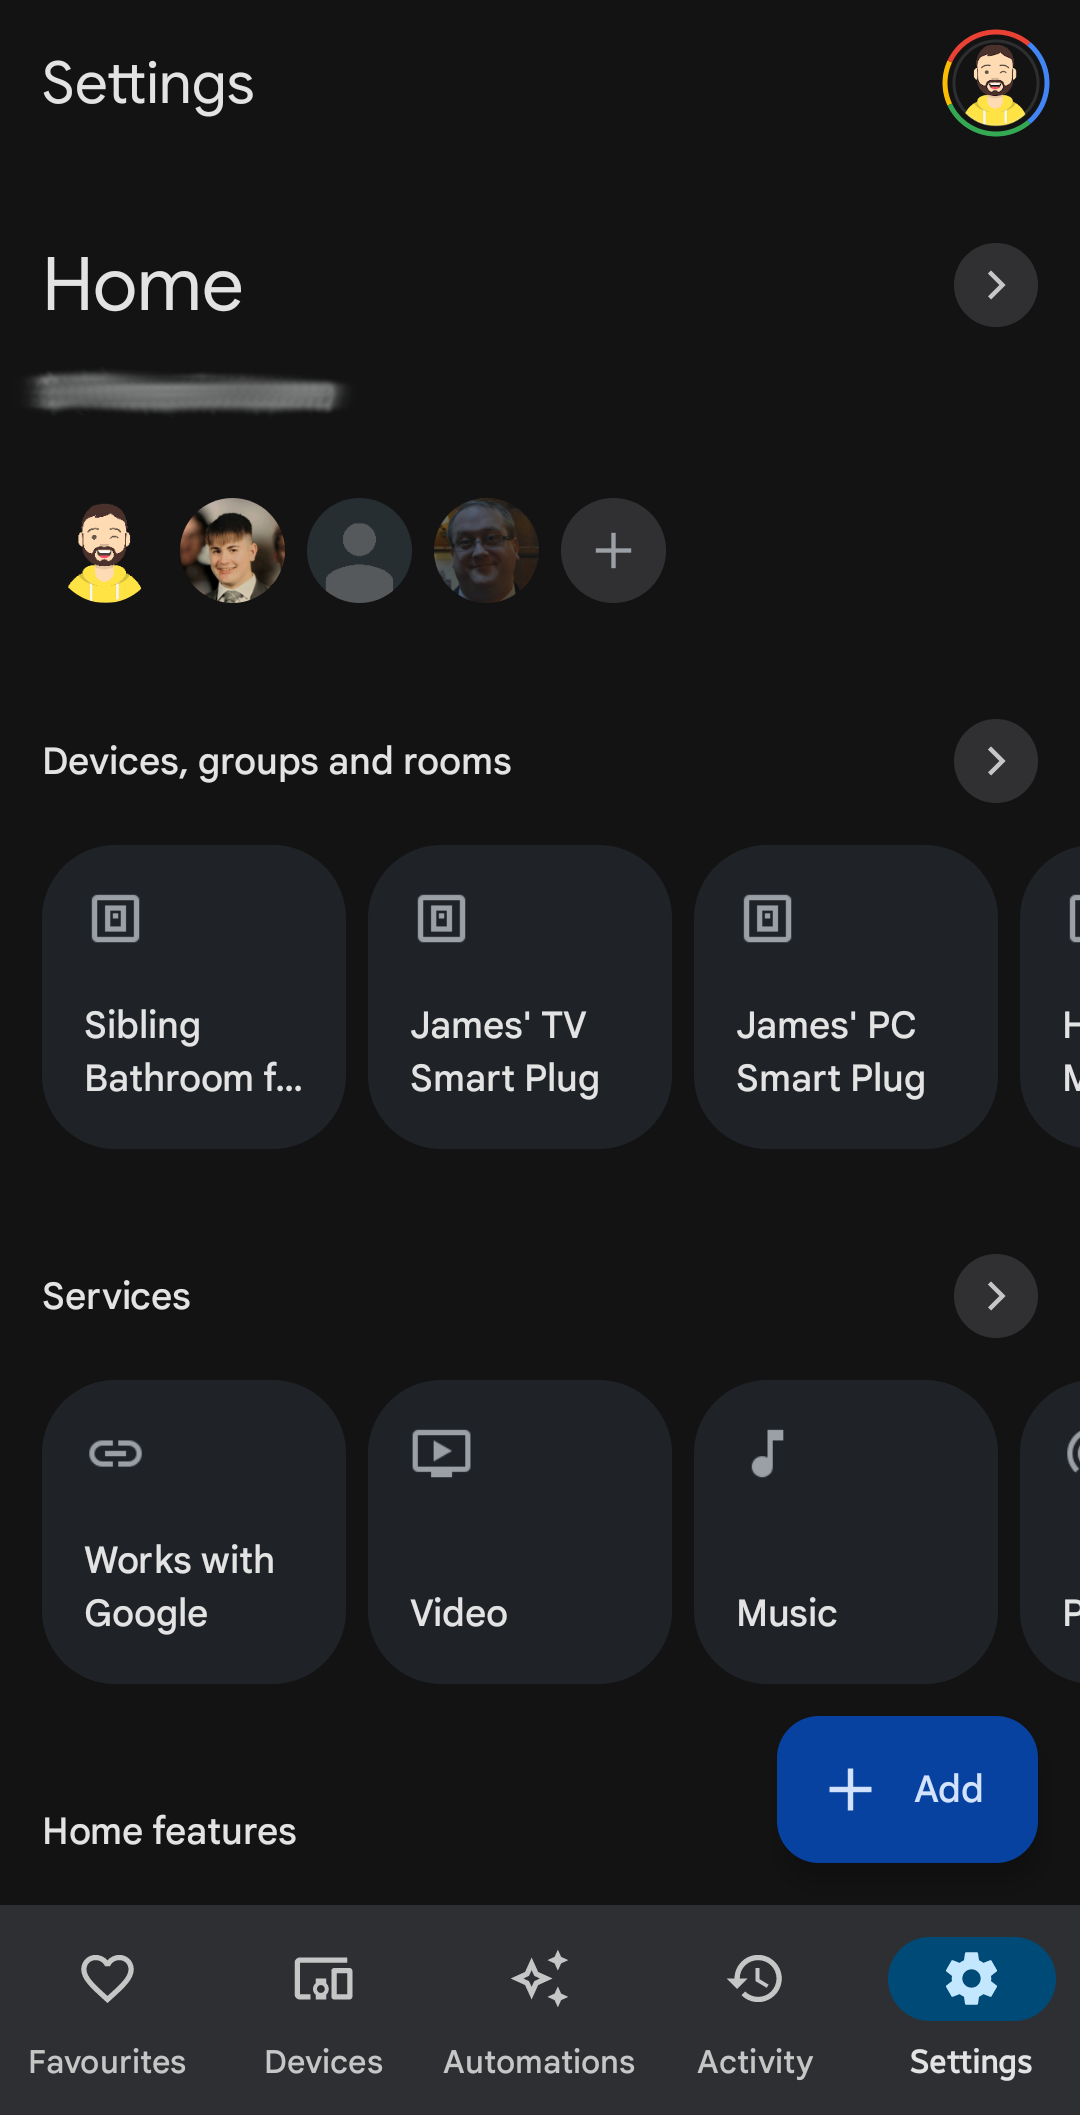 Settings
Home
Devices, groups and rooms
Sibling
Bathroom f...
James' TV
Smart Plug
James' PC
Smart Plug
H
M
Services
Works with
Google
Video
Music
P
Add
Home features
Favourites
Devices
Automations
Activity
Settings